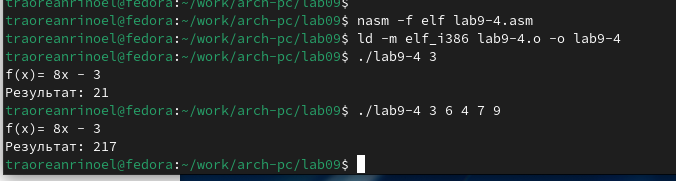 traoreanrinoel@fedora:~/work/arch-pc/lab09$ nasm -f elf lab9-4.asm
traoreanrinoel@fedora:~/work/arch-pc/lab09$ ld -m elf_i386 lab9-4.o -o lab9-4
traoreanrinoel@fedora:~/work/arch-pc/lab09$ ./lab9-4 3
f(x)= 8x - 3
Результат: 21
traoreanrinoel@fedora:~/work/arch-pc/lab09$ ./lab9-4 3 6 4 7 9
f(x)= 8x - 3
Результат: 217
traoreanrinoel@fedora:~/work/arch-pc/lab09$